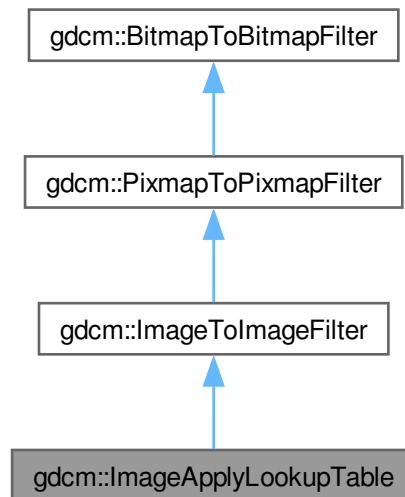 gdcm::BitmapToBitmapFilter
gdcm::PixmapToPixmapFilter
gdcm::ImageToImageFilter
gdcm::ImageApplyLookupTable